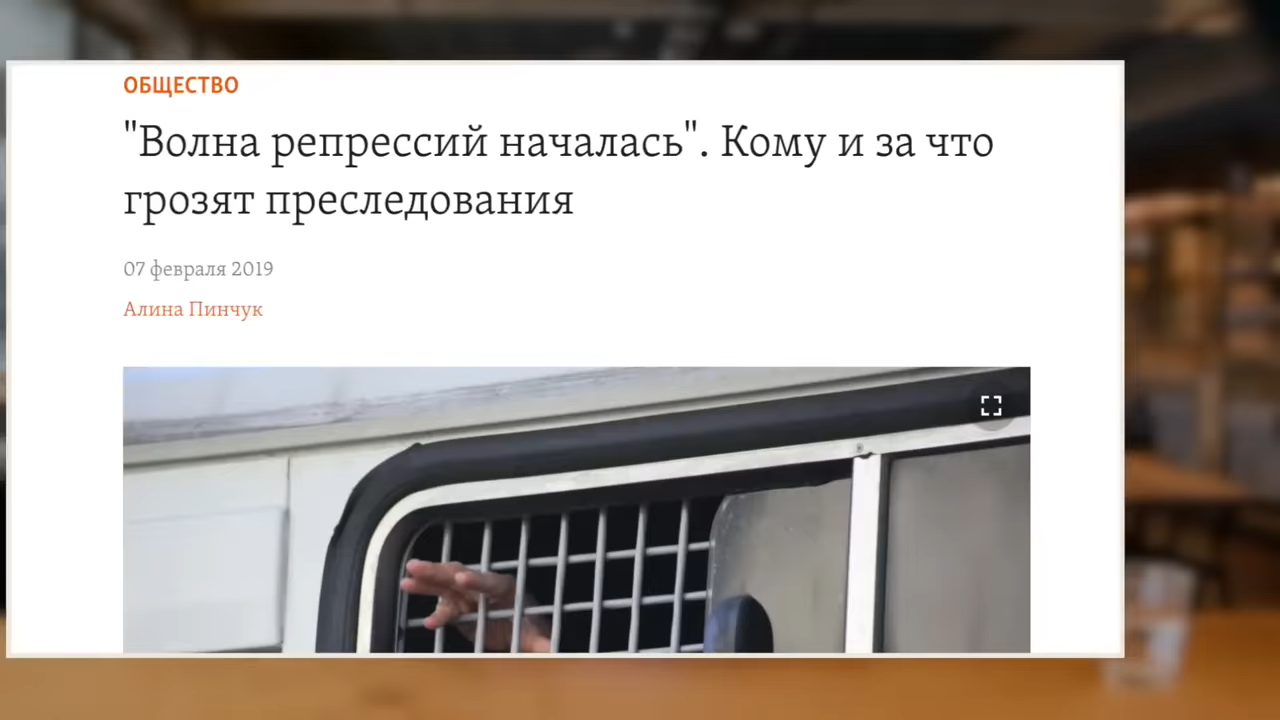 ОБЩЕСТВО
"Волна репрессий началась". Кому и за что
грозят преследования
07 февраля 2019
Алина Пинчук